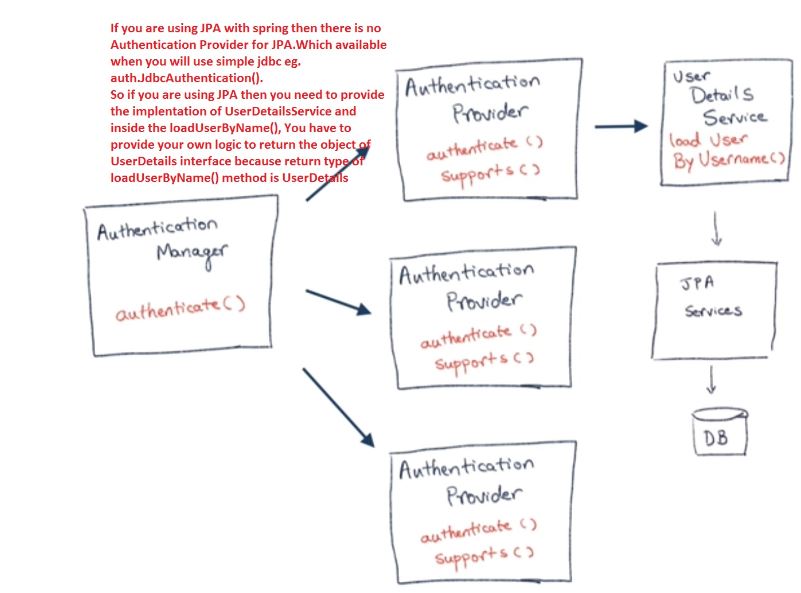 If you are using JPA with spring then there is no
Authentication Provider for JPA.Which available
when you will use simple jdbc eg.
auth.JdbcAuthentication().
So if you are using JPA then you need to provide
the implentation of UserDetailsService and
inside the loadUserByName(), You have to
provide your own logic to return the object of
UserDetails interface because return type of
loadUserByName() method is UserDetails
Authentication
Manager
authenticate()
Authentication
Provider
authenticate ()
Supports()
Authentication
Provider
authenticate ()
Supports()
Authentication
Provider
authenticate ()
Supports()
User
Details
Service
load User
By Username()
JPA
Services
DB